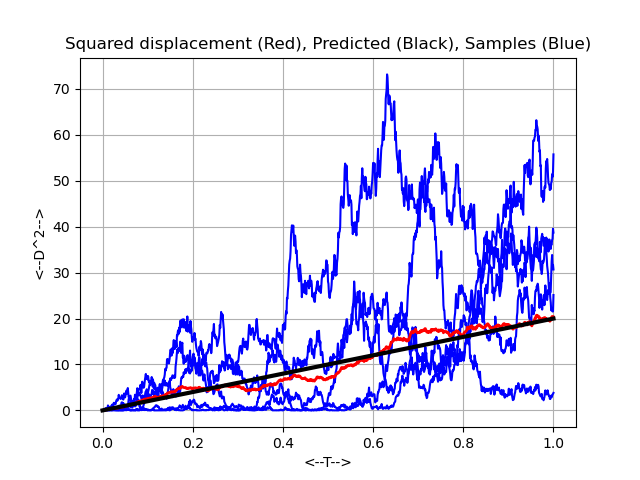 Squared displacement (Red), Predicted (Black), Samples (Blue)
70
60
50
40
30
20
10
0
<--D^2-->
0.0 0.2 0.4 0.6 0.8 1.0
<--T-->